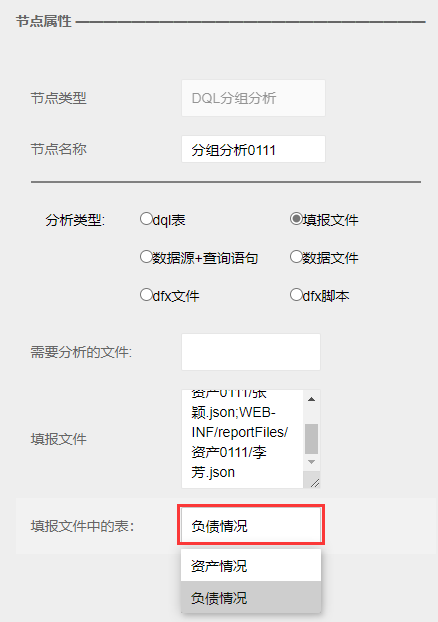 节点属性
节点类型 DQL分组分析
节点名称 分组分析0111
分析类型: dql表 填报文件
数据源+查询语句 数据文件
dfx文件 dfx脚本
需要分析的文件:
填报文件
资产0111/张
颖.json;WEB-
INF/reportFiles/
资产0111/李
芳.json
填报文件中的表: 负债情况
资产情况
负债情况